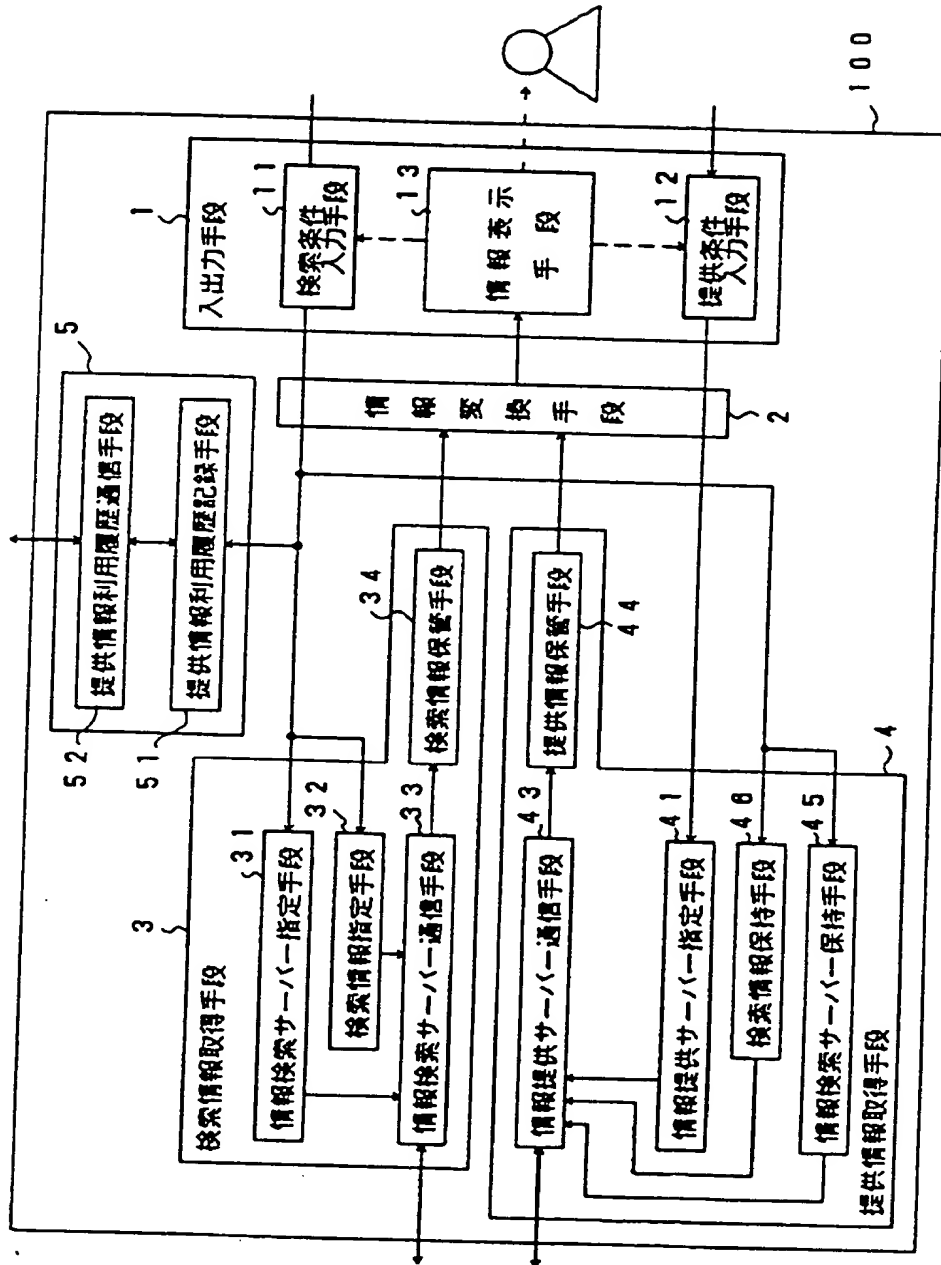 3
検索情報取得手段
31
情報検索サーバー指定手段
32
検索情報指定手段
33
情報検索サーバー通信手段
34
検索情報保管手段
52
提供情報利用履歴通信手段
51
提供情報利用履歴記録手段
5
1
入出力手段
11
検索条件
入力手段
13
情報表示
手段
12
提供条件
入力手段
情報変換手段
2
43
情報提供サーバー通信手段
提供情報保管手段
44
41
情報提供サーバー指定手段
46
検索情報保持手段
45
情報検索サーバー保持手段
提供情報取得手段
4
100